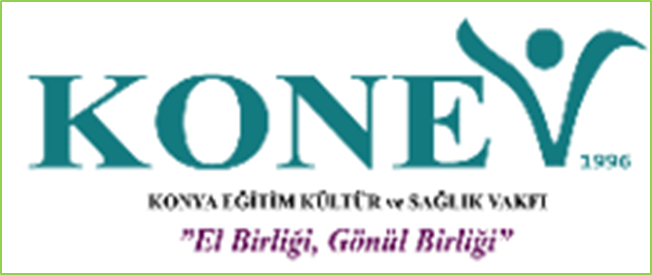 KONEV
1996
KONYA EĞİTİM KÜLTÜR ve SAĞLIK VAKFI
"El Birliği, Gönül Birliği"